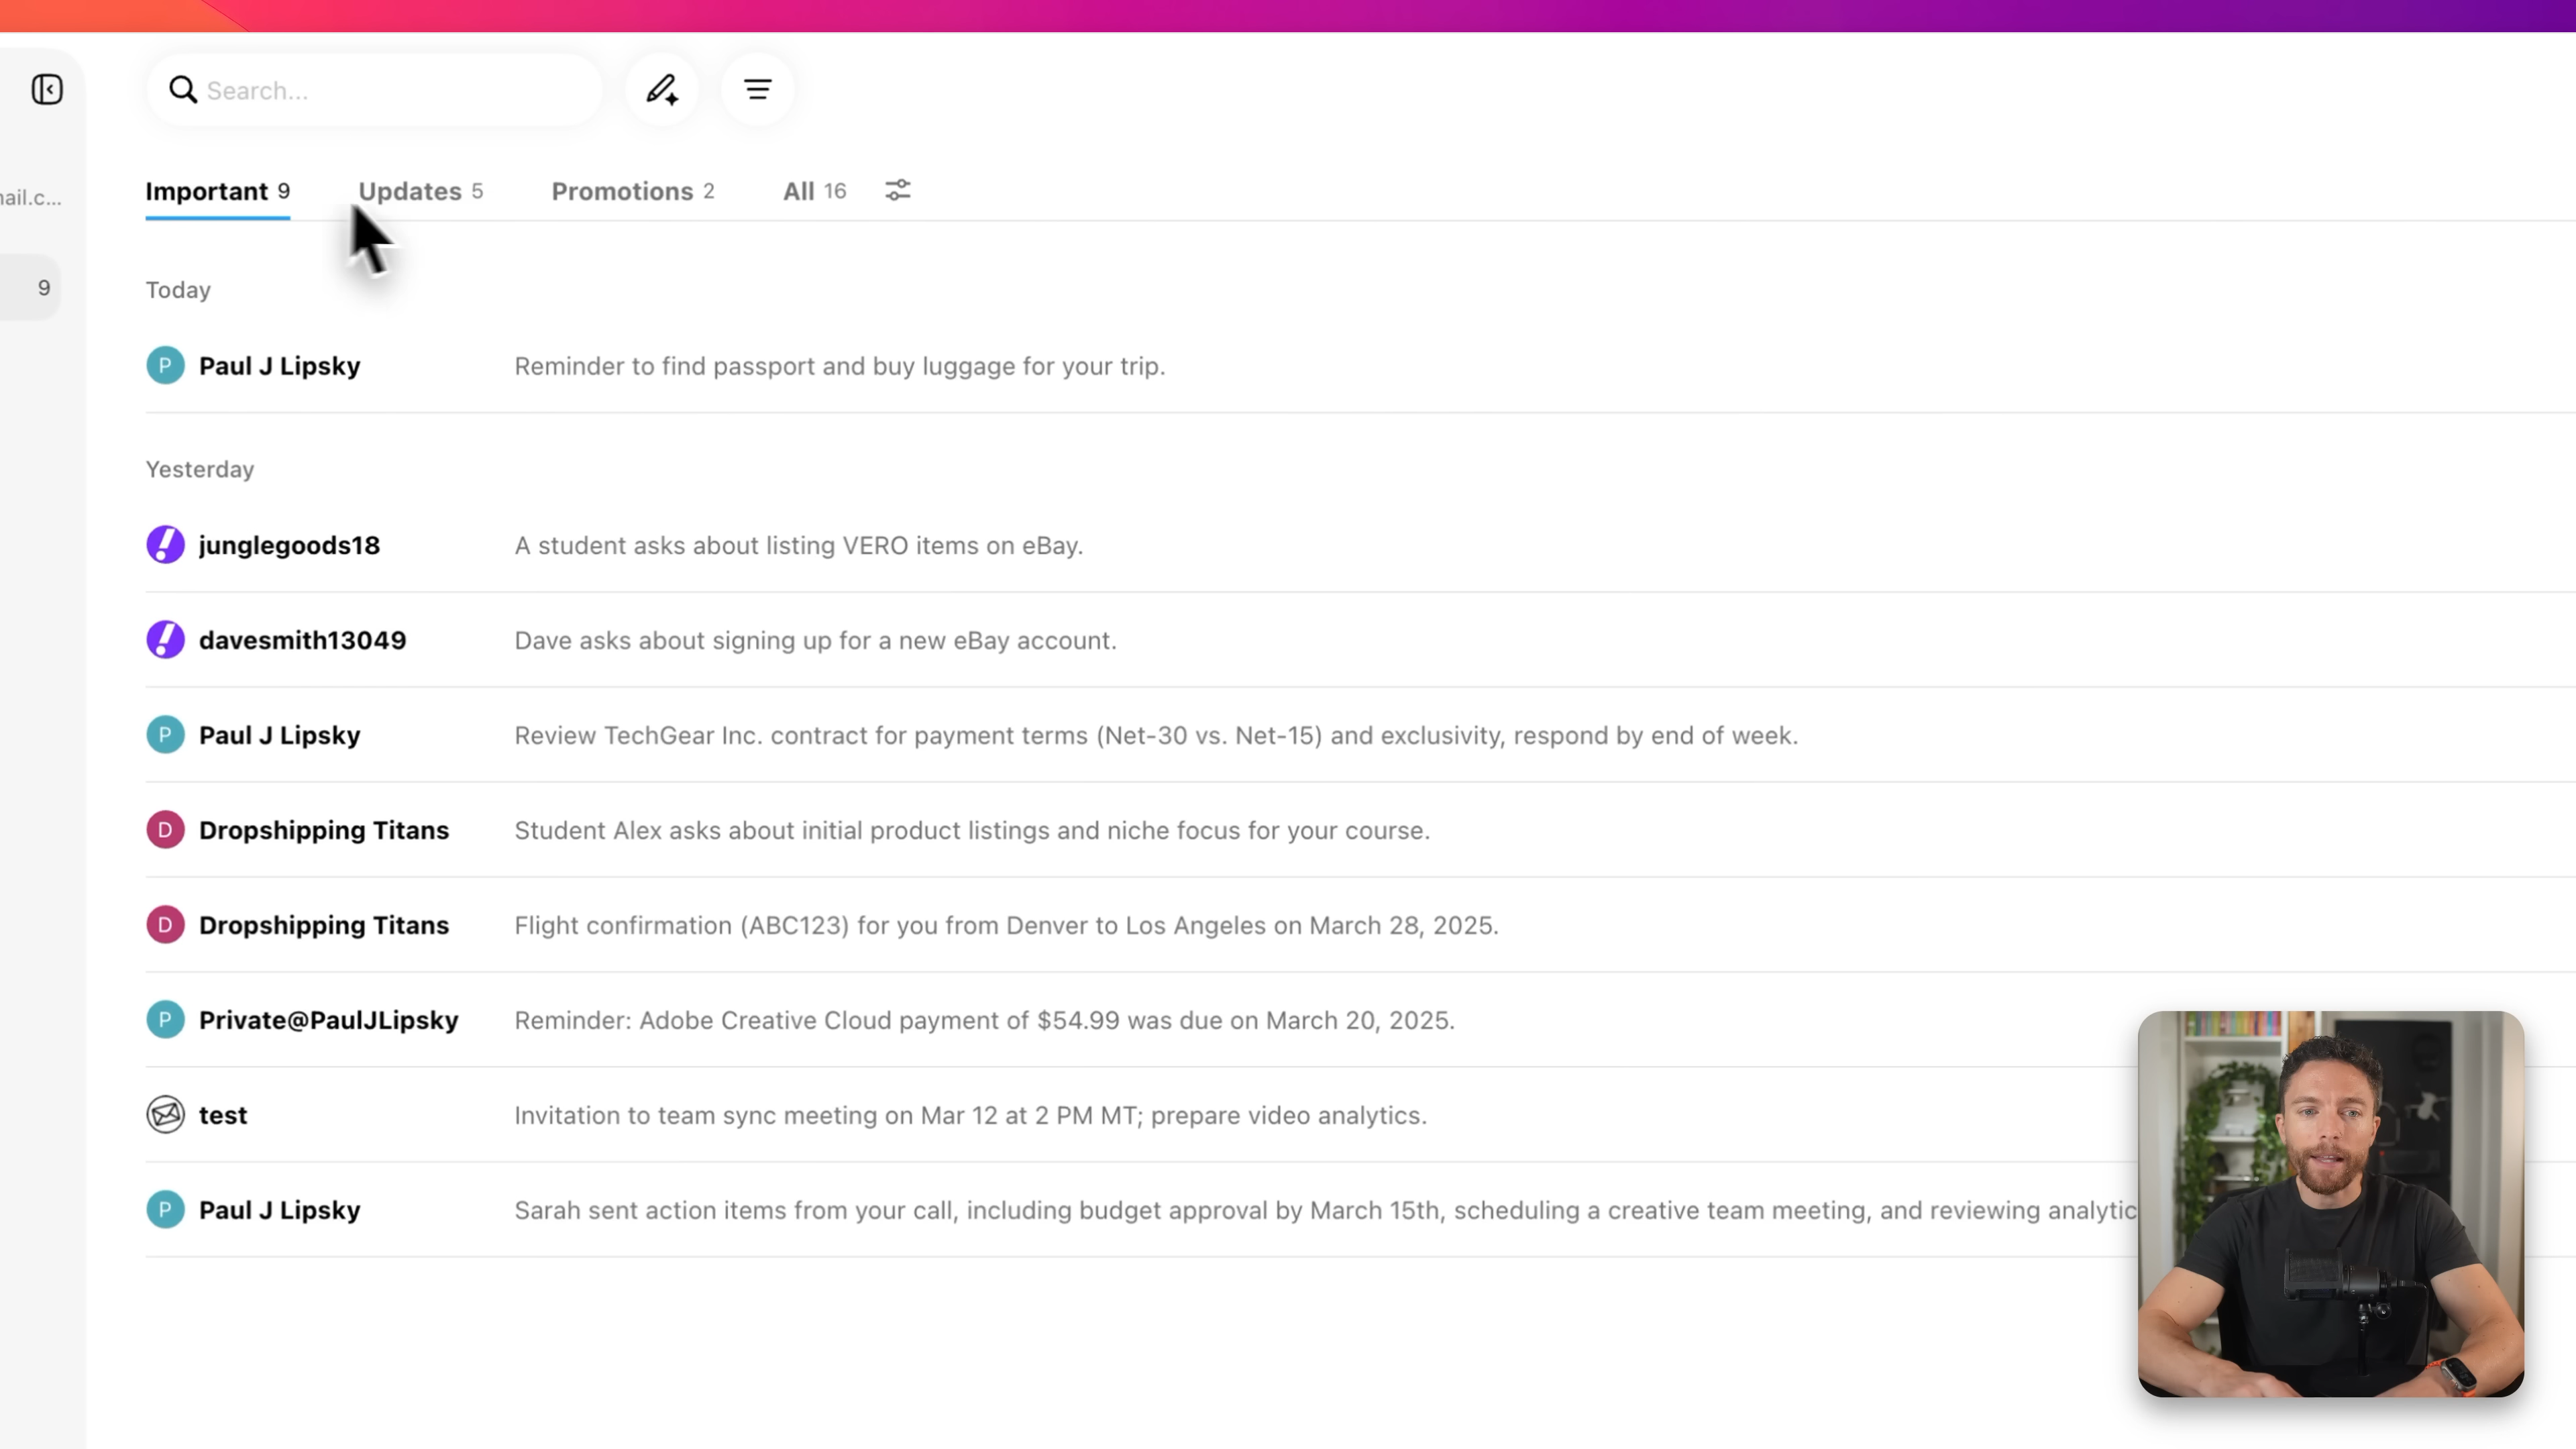 Search...
Important 9 Updates 5 Promotions 2 All 16
ail.c...
9
Today
P Paul J Lipsky Reminder to find passport and buy luggage for your trip.
Yesterday
junglegoods18 A student asks about listing VERO items on eBay.
davesmith13049 Dave asks about signing up for a new eBay account.
P Paul J Lipsky Review TechGear Inc. contract for payment terms (Net-30 vs. Net-15) and exclusivity, respond by end of week.
D Dropshipping Titans Student Alex asks about initial product listings and niche focus for your course.
D Dropshipping Titans Flight confirmation (ABC123) for you from Denver to Los Angeles on March 28, 2025.
P Private@PaulJLipsky Reminder: Adobe Creative Cloud payment of $54.99 was due on March 20, 2025.
test Invitation to team sync meeting on Mar 12 at 2 PM MT; prepare video analytics.
P Paul J Lipsky Sarah sent action items from your call, including budget approval by March 15th, scheduling a creative team meeting, and reviewing analytic